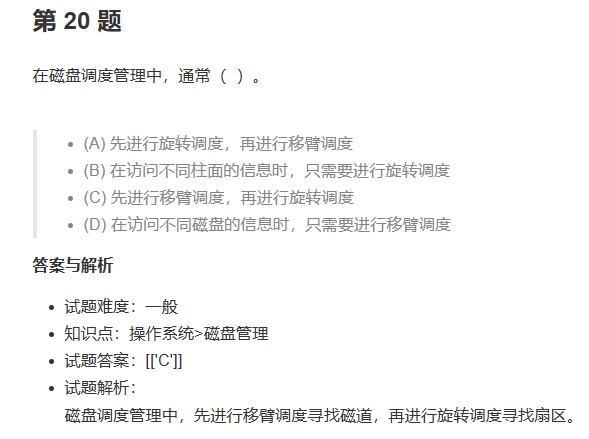 第 20 题
在磁盘调度管理中，通常（  ）。
(A) 先进行旋转调度，再进行移臂调度
(B) 在访问不同柱面的信息时，只需要进行旋转调度
(C) 先进行移臂调度，再进行旋转调度
(D) 在访问不同磁盘的信息时，只需要进行移臂调度
答案与解析
试题难度：一般
知识点：操作系统>磁盘管理
试题答案：[['C']]
试题解析：
磁盘调度管理中，先进行移臂调度寻找磁道，再进行旋转调度寻找扇区。